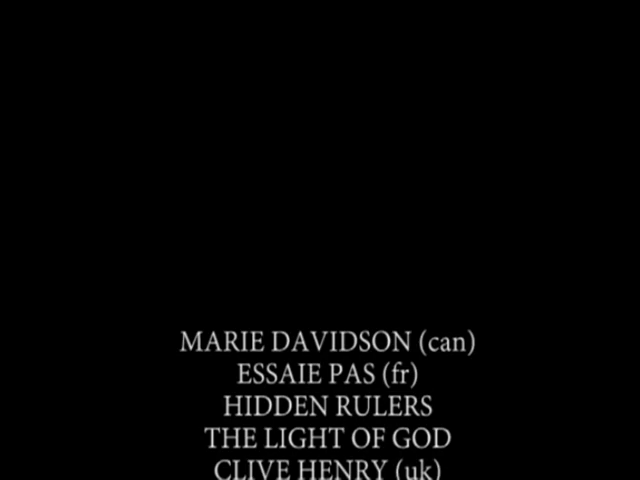 MARIE DAVIDSON (can)
ESSAIE PAS (fr)
HIDDEN RULERS
THE LIGHT OF GOD
CLIVE HENRY (uk)